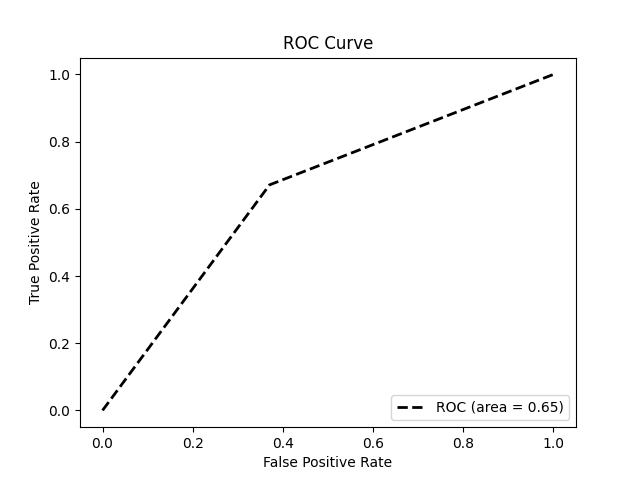 ROC Curve
True Positive Rate
1.0
0.8
0.6
0.4
0.2
0.0
ROC (area = 0.65)
0.0 0.2 0.4 0.6 0.8 1.0
False Positive Rate